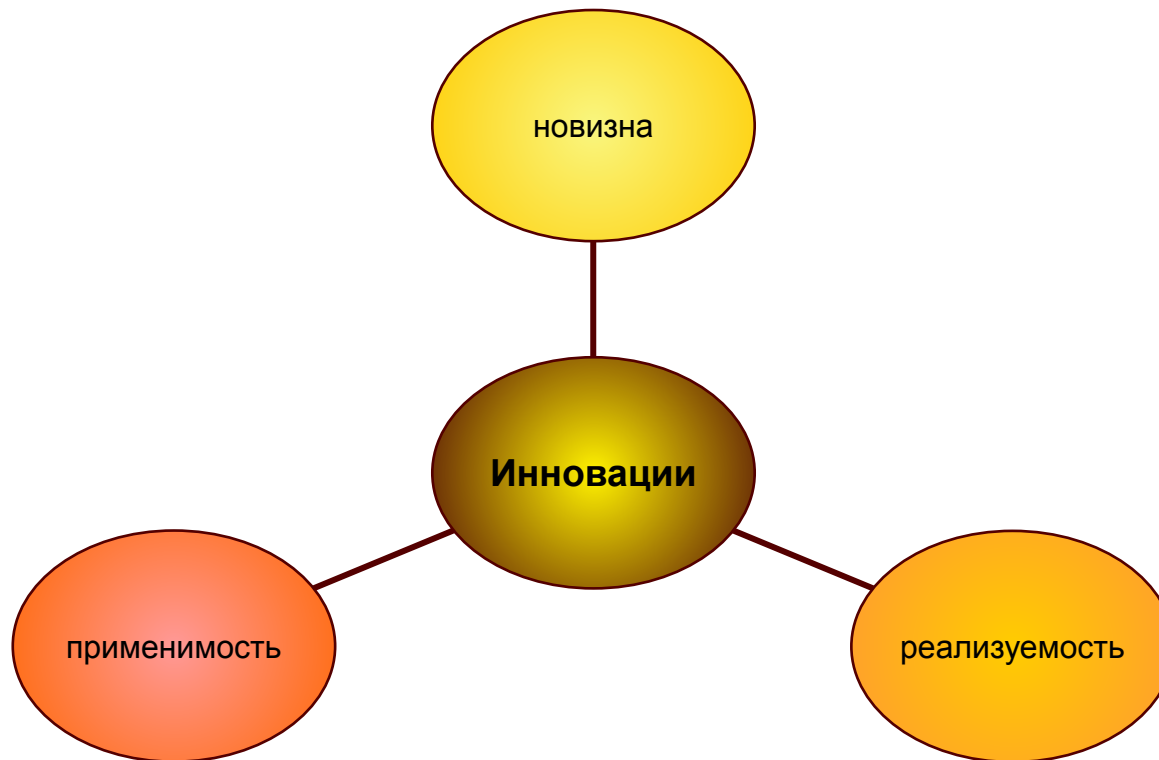 новизна
Инновации
применимость
реализуемость